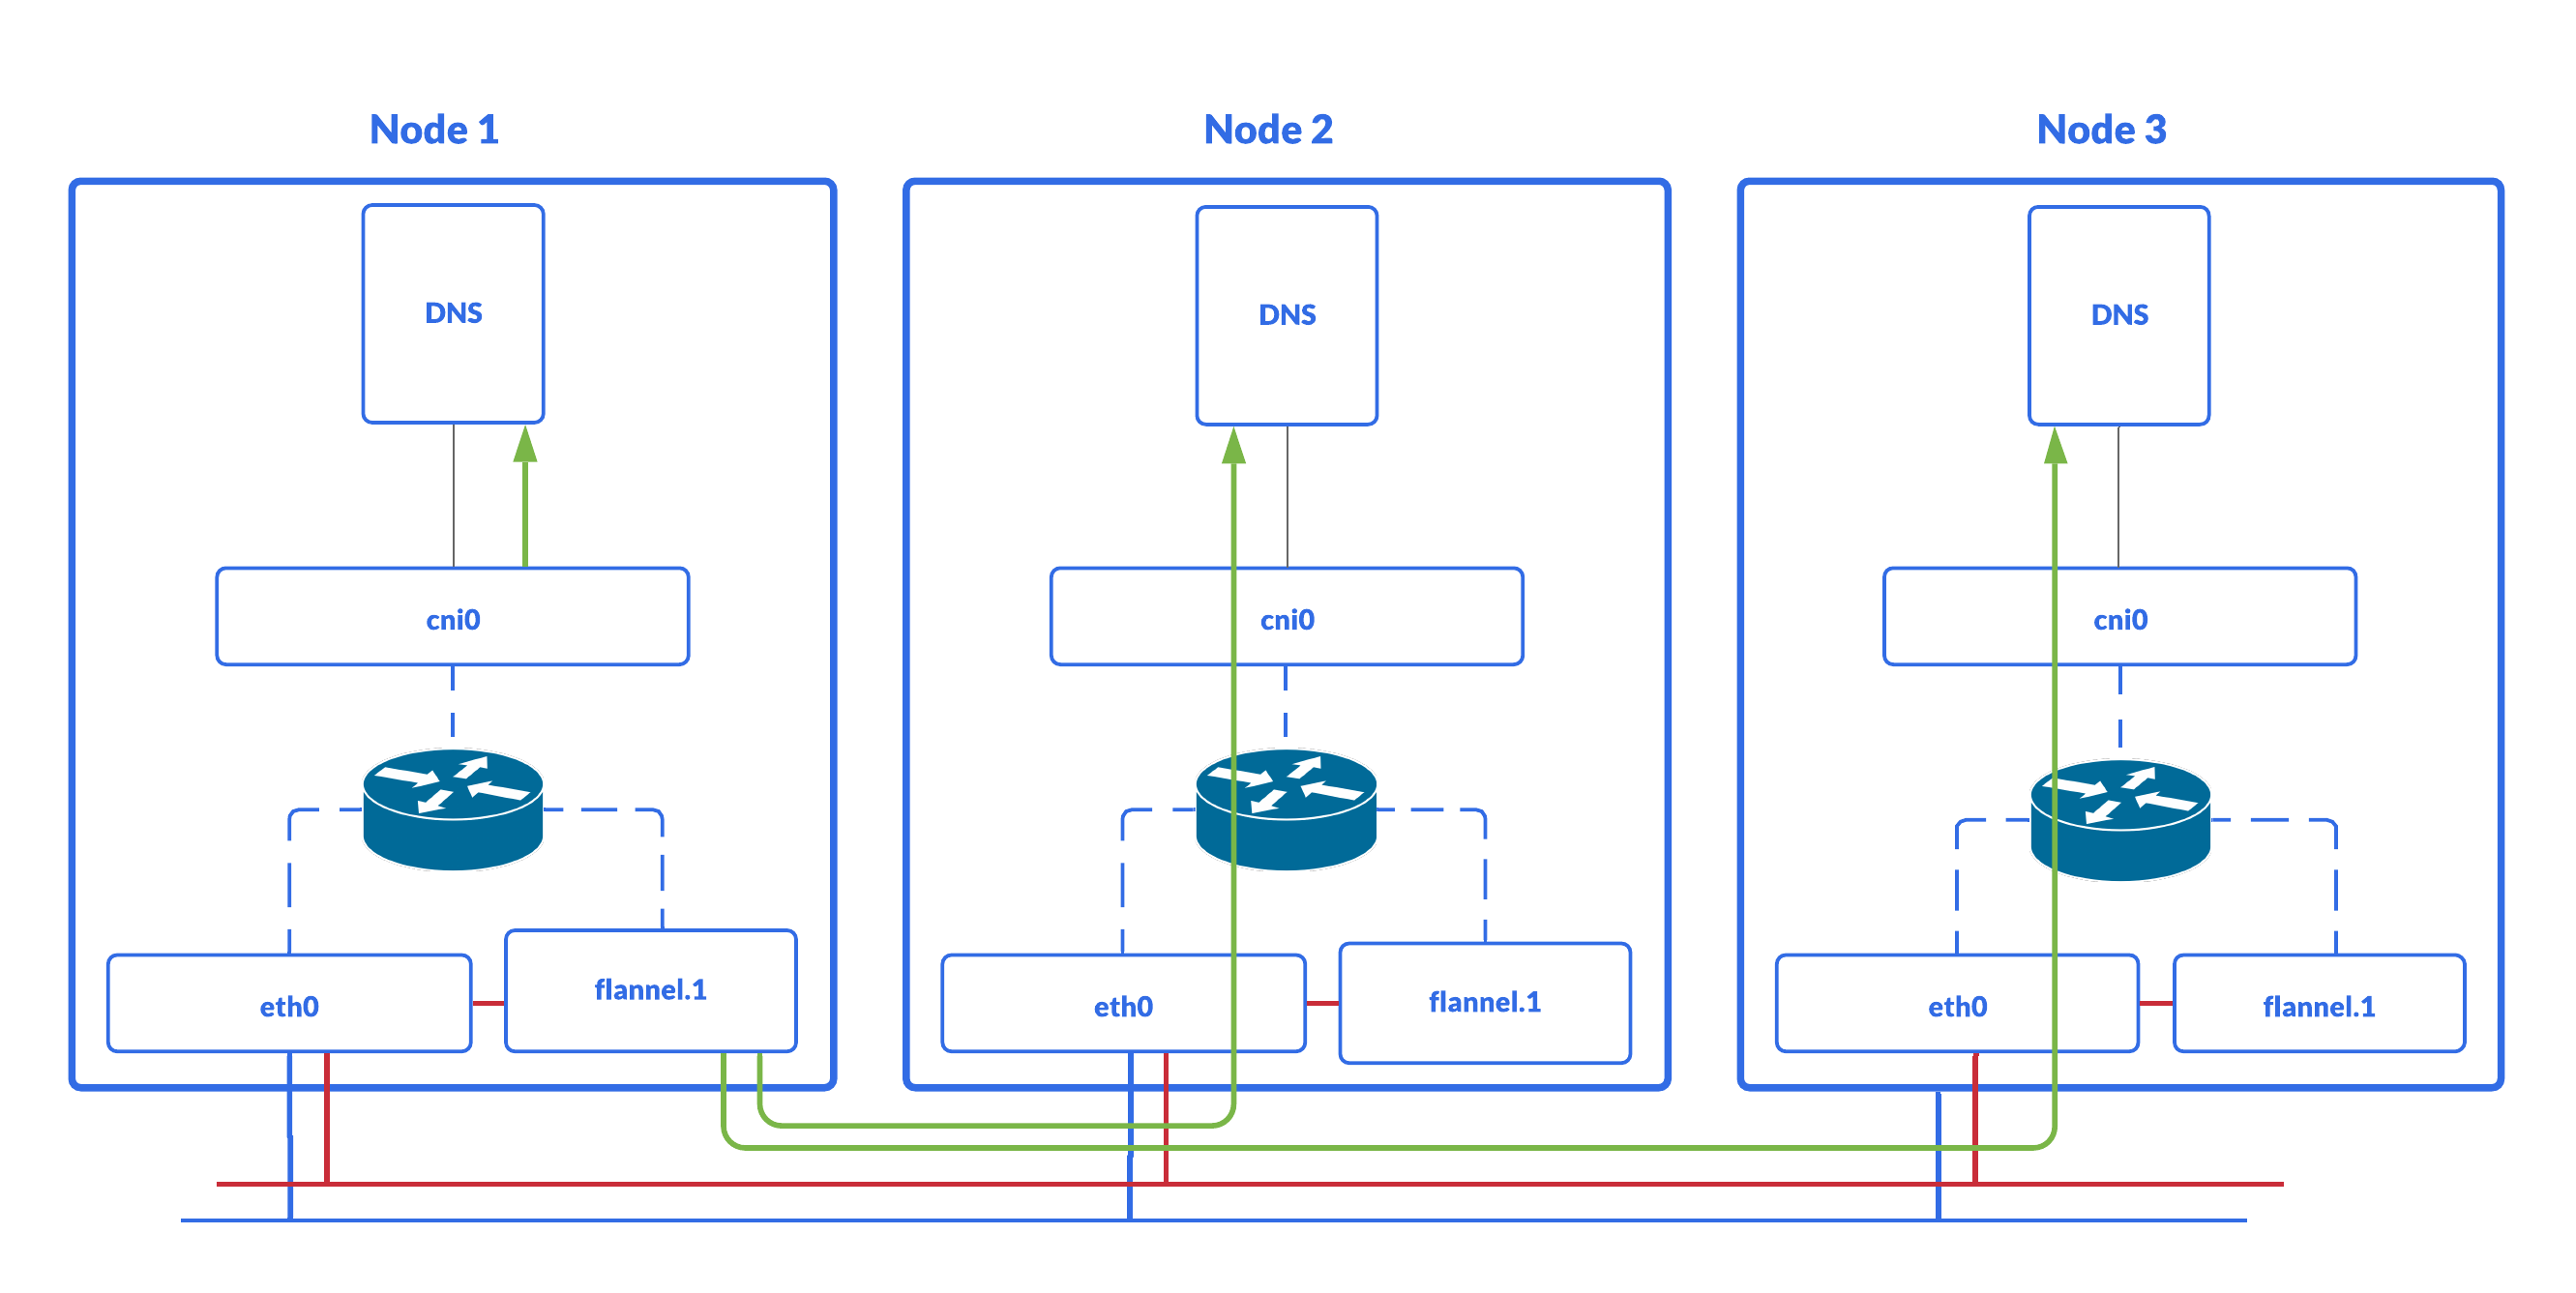 Node 1
Node 2
Node 3
DNS
DNS
DNS
cni0
cni0
cni0
eth0
flannel.1
eth0
flannel.1
eth0
flannel.1